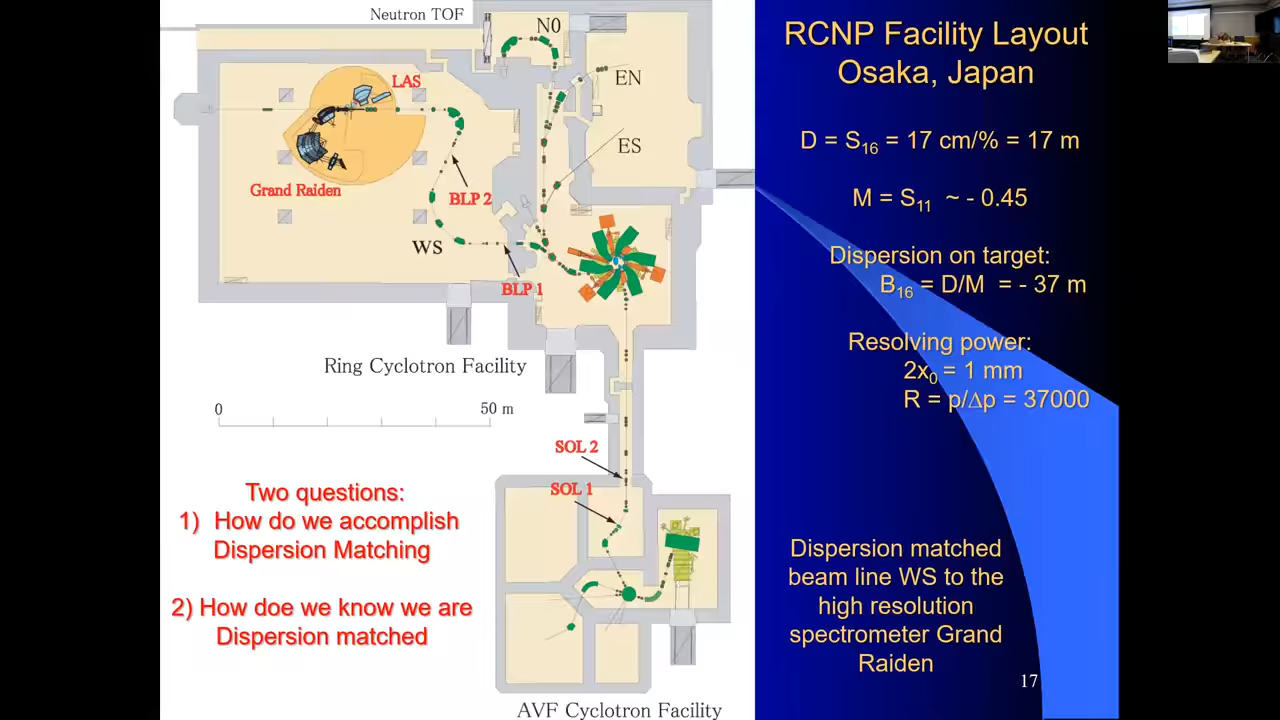 Neutron TOF
N0
EN
ES
LAS
Grand Raiden
BLP 2
WS
BLP 1
Ring Cyclotron Facility
0
50 m
SOL 2
SOL 1
AVF Cyclotron Facility
Two questions:
1) How do we accomplish
Dispersion Matching
2) How doe we know we are
Dispersion matched
RCNP Facility Layout
Osaka, Japan
D = S16 = 17 cm/% = 17 m
M = S11 ~ - 0.45
Dispersion on target:
B16 = D/M = - 37 m
Resolving power:
2x0 = 1 mm
R = p/Δp = 37000
Dispersion matched
beam line WS to the
high resolution
spectrometer Grand
Raiden
17